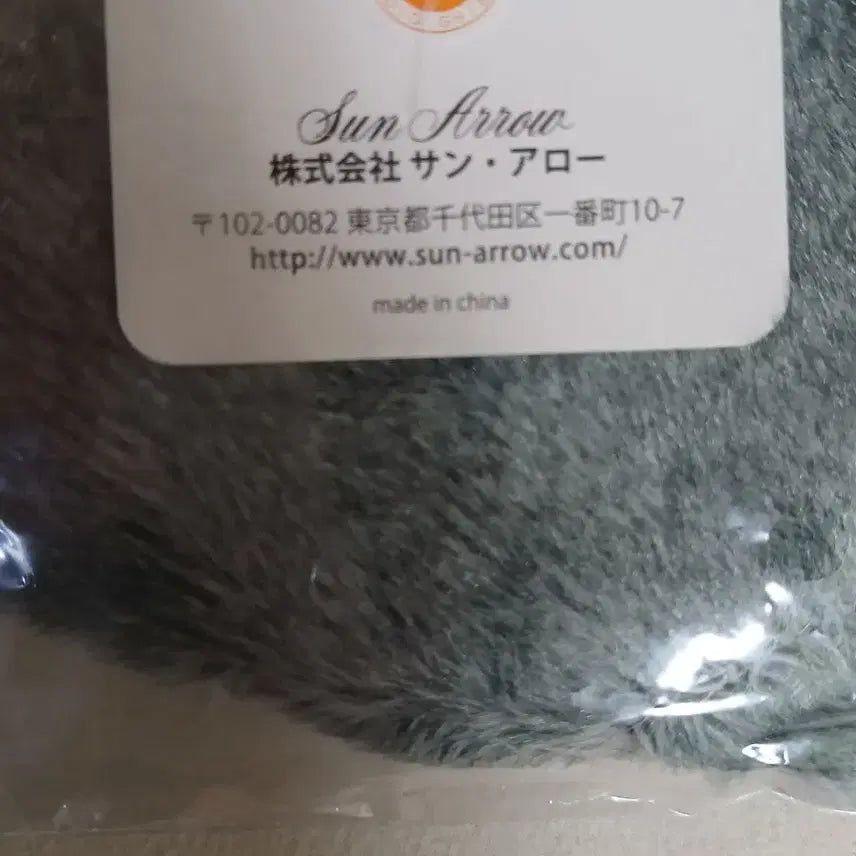 Sun Arrow
株式会社 サン・アロー
〒102-0082 東京都千代田区一番町10-7
http://www.sun-arrow.com/
made in china